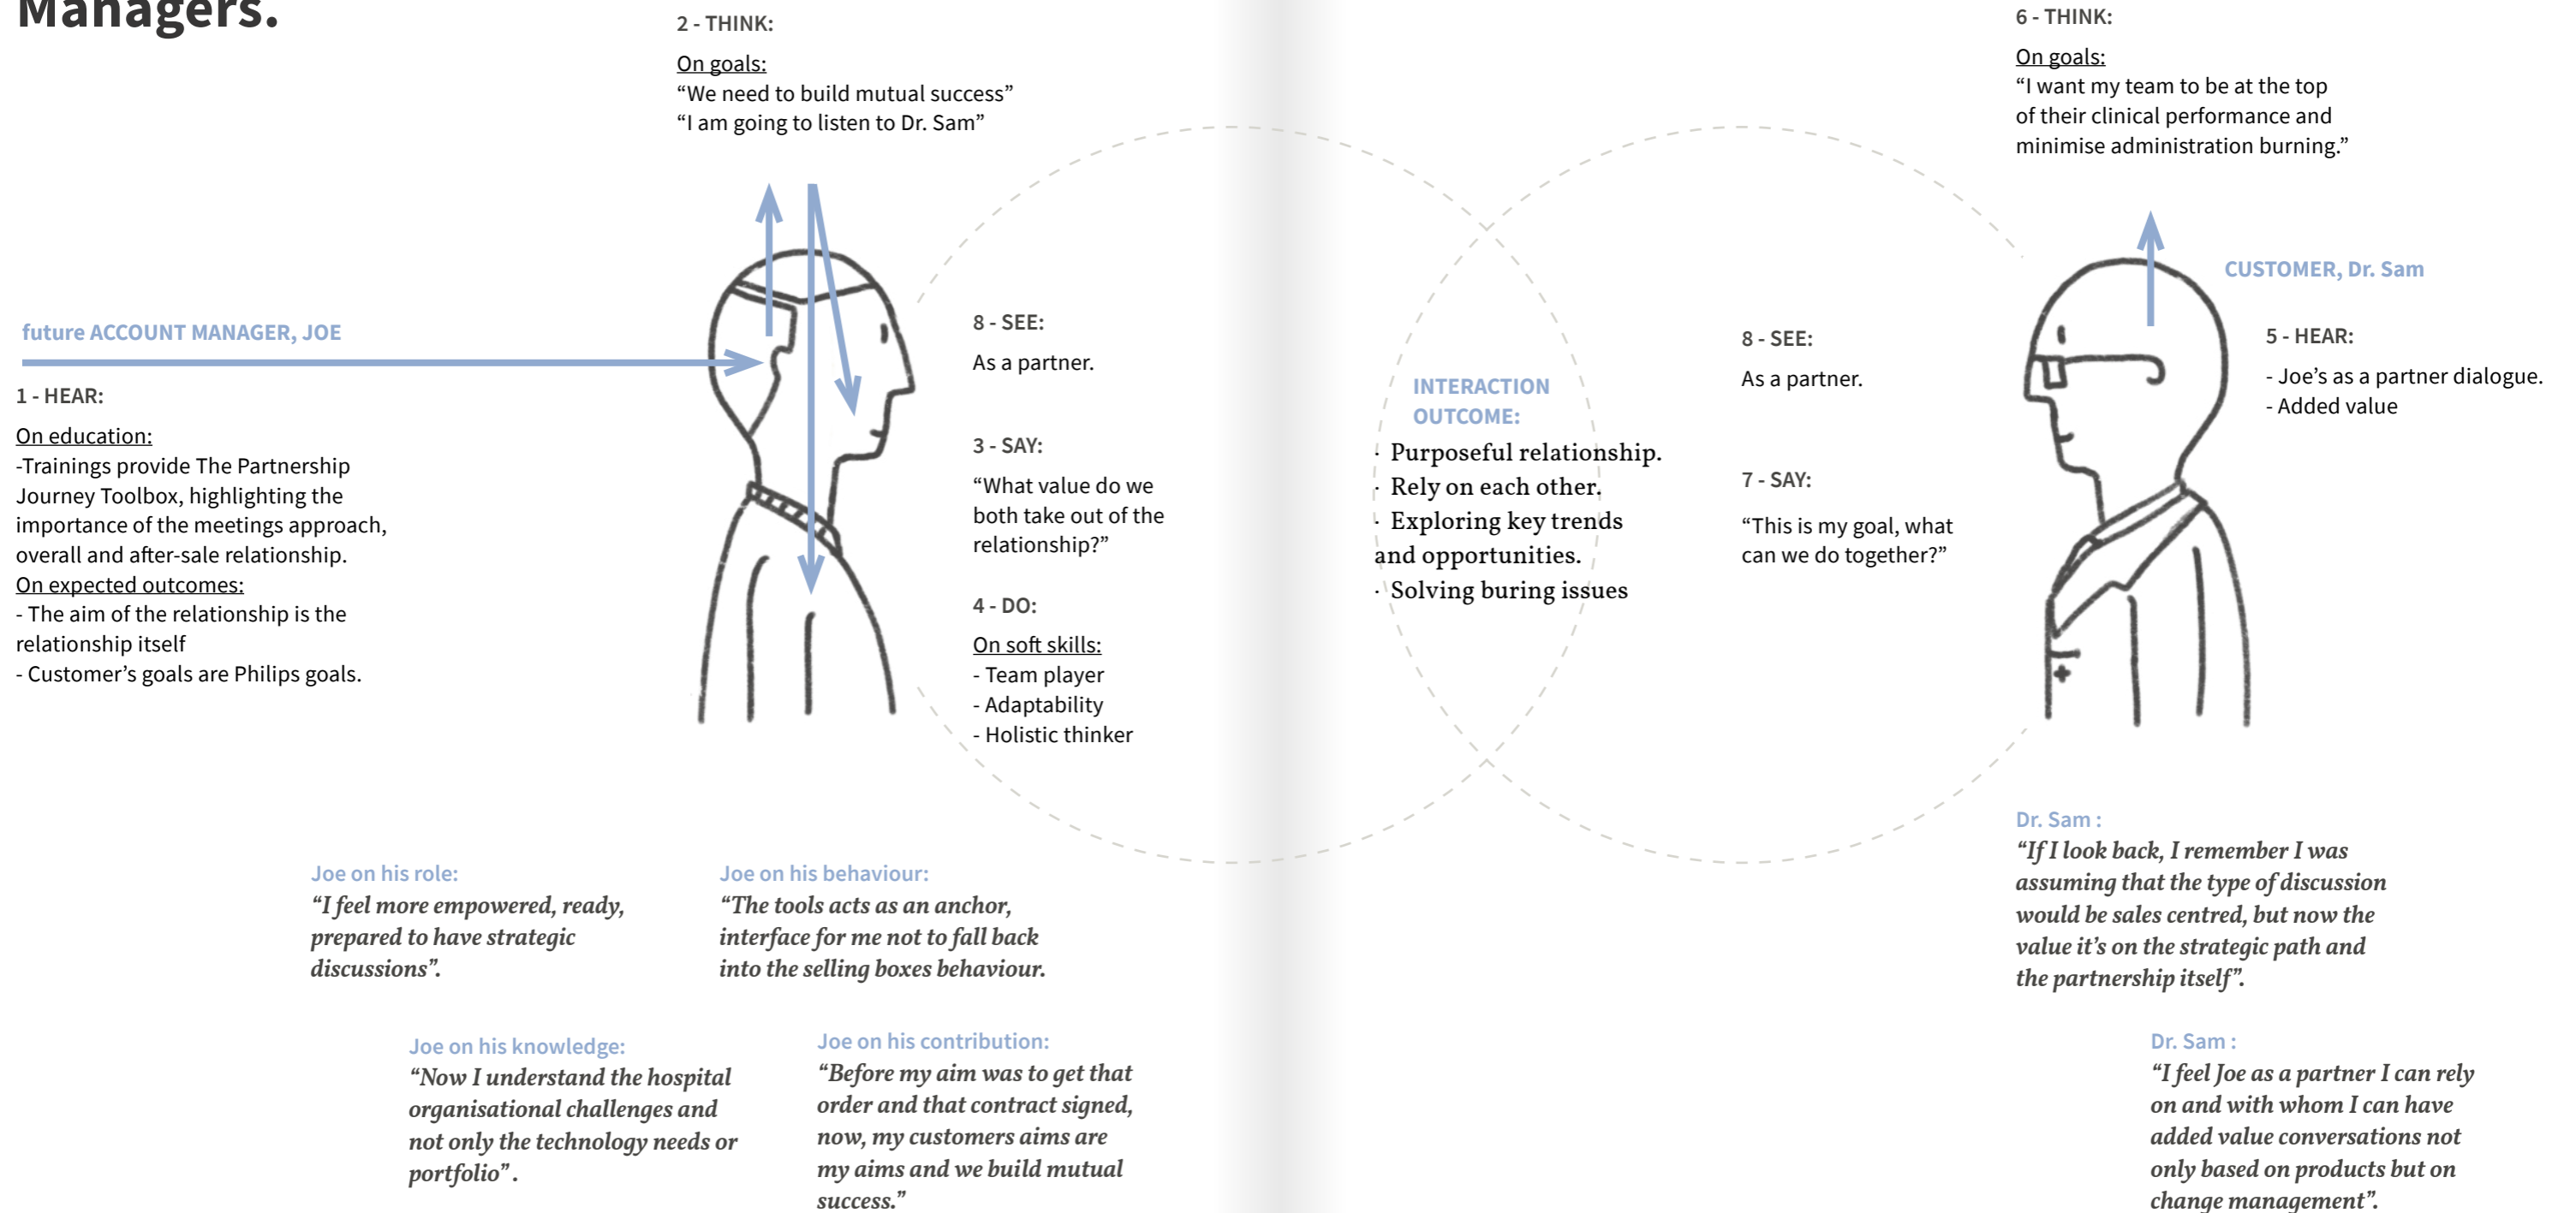 Managers.
2 - THINK:
On goals:
“We need to build mutual success”
“I am going to listen to Dr. Sam”
future ACCOUNT MANAGER, JOE
1 - HEAR:
On education:
-Trainings provide The Partnership
Journey Toolbox, highlighting the
importance of the meetings approach,
overall and after-sale relationship.
On expected outcomes:
- The aim of the relationship is the
relationship itself
- Customer’s goals are Philips goals.
8 - SEE:
As a partner.
3 - SAY:
“What value do we
both take out of the
relationship?”
4 - DO:
On soft skills:
- Team player
- Adaptability
- Holistic thinker
INTERACTION
OUTCOME:
· Purposeful relationship.
· Rely on each other.
· Exploring key trends
and opportunities.
· Solving buring issues
8 - SEE:
As a partner.
7 - SAY:
“This is my goal, what
can we do together?”
6 - THINK:
On goals:
“I want my team to be at the top
of their clinical performance and
minimise administration burning.”
CUSTOMER, Dr. Sam
5 - HEAR:
- Joe’s as a partner dialogue.
- Added value
Joe on his role:
“I feel more empowered, ready,
prepared to have strategic
discussions”.
Joe on his behaviour:
“The tools acts as an anchor,
interface for me not to fall back
into the selling boxes behaviour.
Joe on his knowledge:
“Now I understand the hospital
organisational challenges and
not only the technology needs or
portfolio” .
Joe on his contribution:
“Before my aim was to get that
order and that contract signed,
now, my customers aims are
my aims and we build mutual
success.”
Dr. Sam :
“If I look back, I remember I was
assuming that the type of discussion
would be sales centred, but now the
value it’s on the strategic path and
the partnership itself”.
Dr. Sam :
“I feel Joe as a partner I can rely
on and with whom I can have
added value conversations not
only based on products but on
change management”.